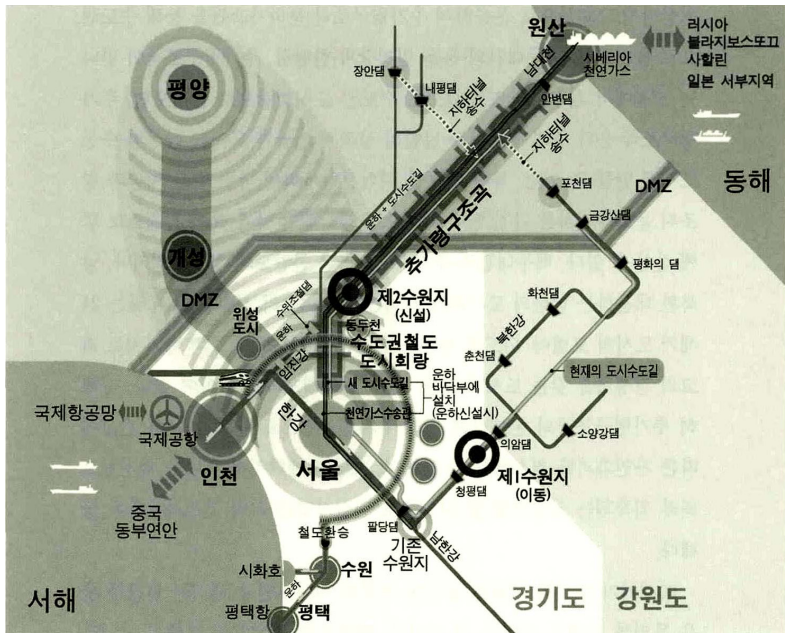 원산
러시아
블라지보스또끄
사할린
일본 서부지역
시베리아
천연가스
남대천
장안댐
내평댐
안변댐
평양
지하터널
송수
지하터널
송수
포천댐
DMZ
동해
금강산댐
운하 + 도시수도길
추가령구조곡
평화의 댐
개성
DMZ
제2수원지
(신설)
화천댐
수위조절댐
위성
도시
운하
동두천
수도권철도
도시회랑
북한강
춘천댐
임진강
새 도시수도길
운하
바닥부에
설치
(운하신설시)
천연가스수송관
현재의 도시수도길
국제항공망
국제공항
한강
인천
서울
의암댐
소양강댐
제1수원지
(이동)
청평댐
중국
동부연안
팔당댐
기존
수원지
남한강
철도환승
시화호
수원
운하
서해
평택항
평택
경기도
강원도